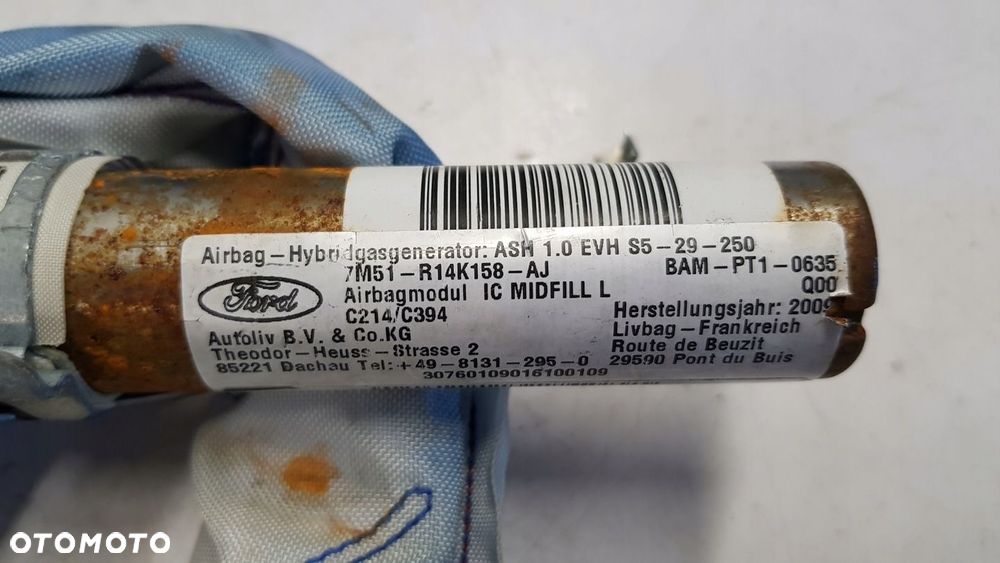 Airbag-Hybridgasgenerator: ASH 1.0 EVH S5-29-250
7M51-R14K158-AJ BAM-PT1-0635
Airbagmodul IC MIDFILL L Q00
Ford
C214/C394 Herstellungsjahr: 2009
Autoliv B.V. & Co.KG Livbag-Frankreich
Theodor-Heuss-Strasse 2 Route de Beuzit
85221 Dachau Tel: +49-8131-295-0 29590 Pont du Buis
30760109016100109
OTOMOTO